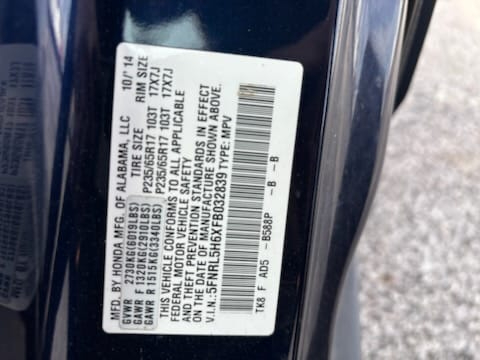 MFD. BY HONDA MFG. OF ALABAMA, LLC 10/ 14
GVWR 2730KG(6019LBS) TIRE SIZE RIM SIZE
GAWR F 1320KG(2910LBS) P235/65R17 103T 17X7J
GAWR R 1515KG(3340LBS) P235/65R17 103T 17X7J
THIS VEHICLE CONFORMS TO ALL APPLICABLE
FEDERAL MOTOR VEHICLE SAFETY
AND THEFT PREVENTION STANDARDS IN EFFECT
ON THE DATE OF MANUFACTURE SHOWN ABOVE.
V.I.N.: 5FNRL5H6XFB032839 TYPE: MPV
TK8 F AD5 - B588P - B - B